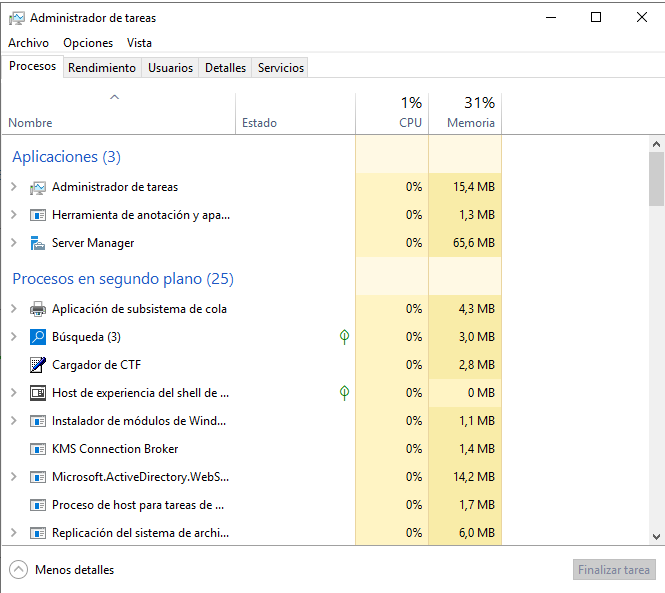 Administrador de tareas
Archivo Opciones Vista
Procesos Rendimiento Usuarios Detalles Servicios
1% 31%
Nombre Estado CPU Memoria
Aplicaciones (3)
Administrador de tareas 0% 15,4 MB
Herramienta de anotación y apa... 0% 1,3 MB
Server Manager 0% 65,6 MB
Procesos en segundo plano (25)
Aplicación de subsistema de cola 0% 4,3 MB
Búsqueda (3) 0% 3,0 MB
Cargador de CTF 0% 2,8 MB
Host de experiencia del shell de ... 0% 0 MB
Instalador de módulos de Wind... 0% 1,1 MB
KMS Connection Broker 0% 1,4 MB
Microsoft.ActiveDirectory.WebS... 0% 14,2 MB
Proceso de host para tareas de ... 0% 1,7 MB
Replicación del sistema de archi... 0% 6,0 MB
Menos detalles Finalizar tarea